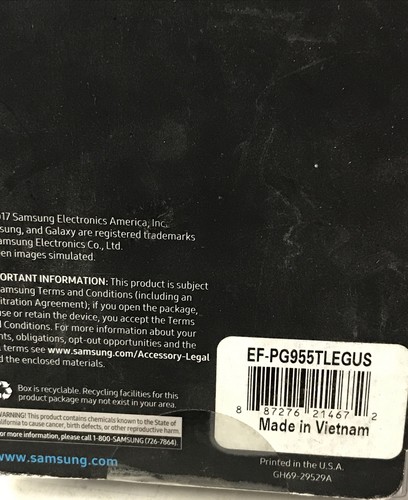 17 Samsung Electronics America, Inc.
sung, and Galaxy are registered trademarks
amsung Electronics Co., Ltd.
en images simulated.
ORTANT INFORMATION: This product is subject
amsung Terms and Conditions (including an
itration Agreement); if you open the package,
use or retain the device, you accept the Terms
l Conditions. For more information about your
hts, obligations, opt-out opportunities and the
terms see www.samsung.com/Accessory-Legal
d the enclosed materials.
Box is recyclable. Recycling facilities for this
product package may not exist in your area.
WARNING! This product contains chemicals known to the State of
alifornia to cause cancer, birth defects, or other reproductive harm.
or more information, please call 1-800-SAMSUNG (726-7864).
www.samsung.com
EF-PG955TLEGUS
8 87276 21467 2
Made in Vietnam
Printed in the U.S.A.
GH69-29529A